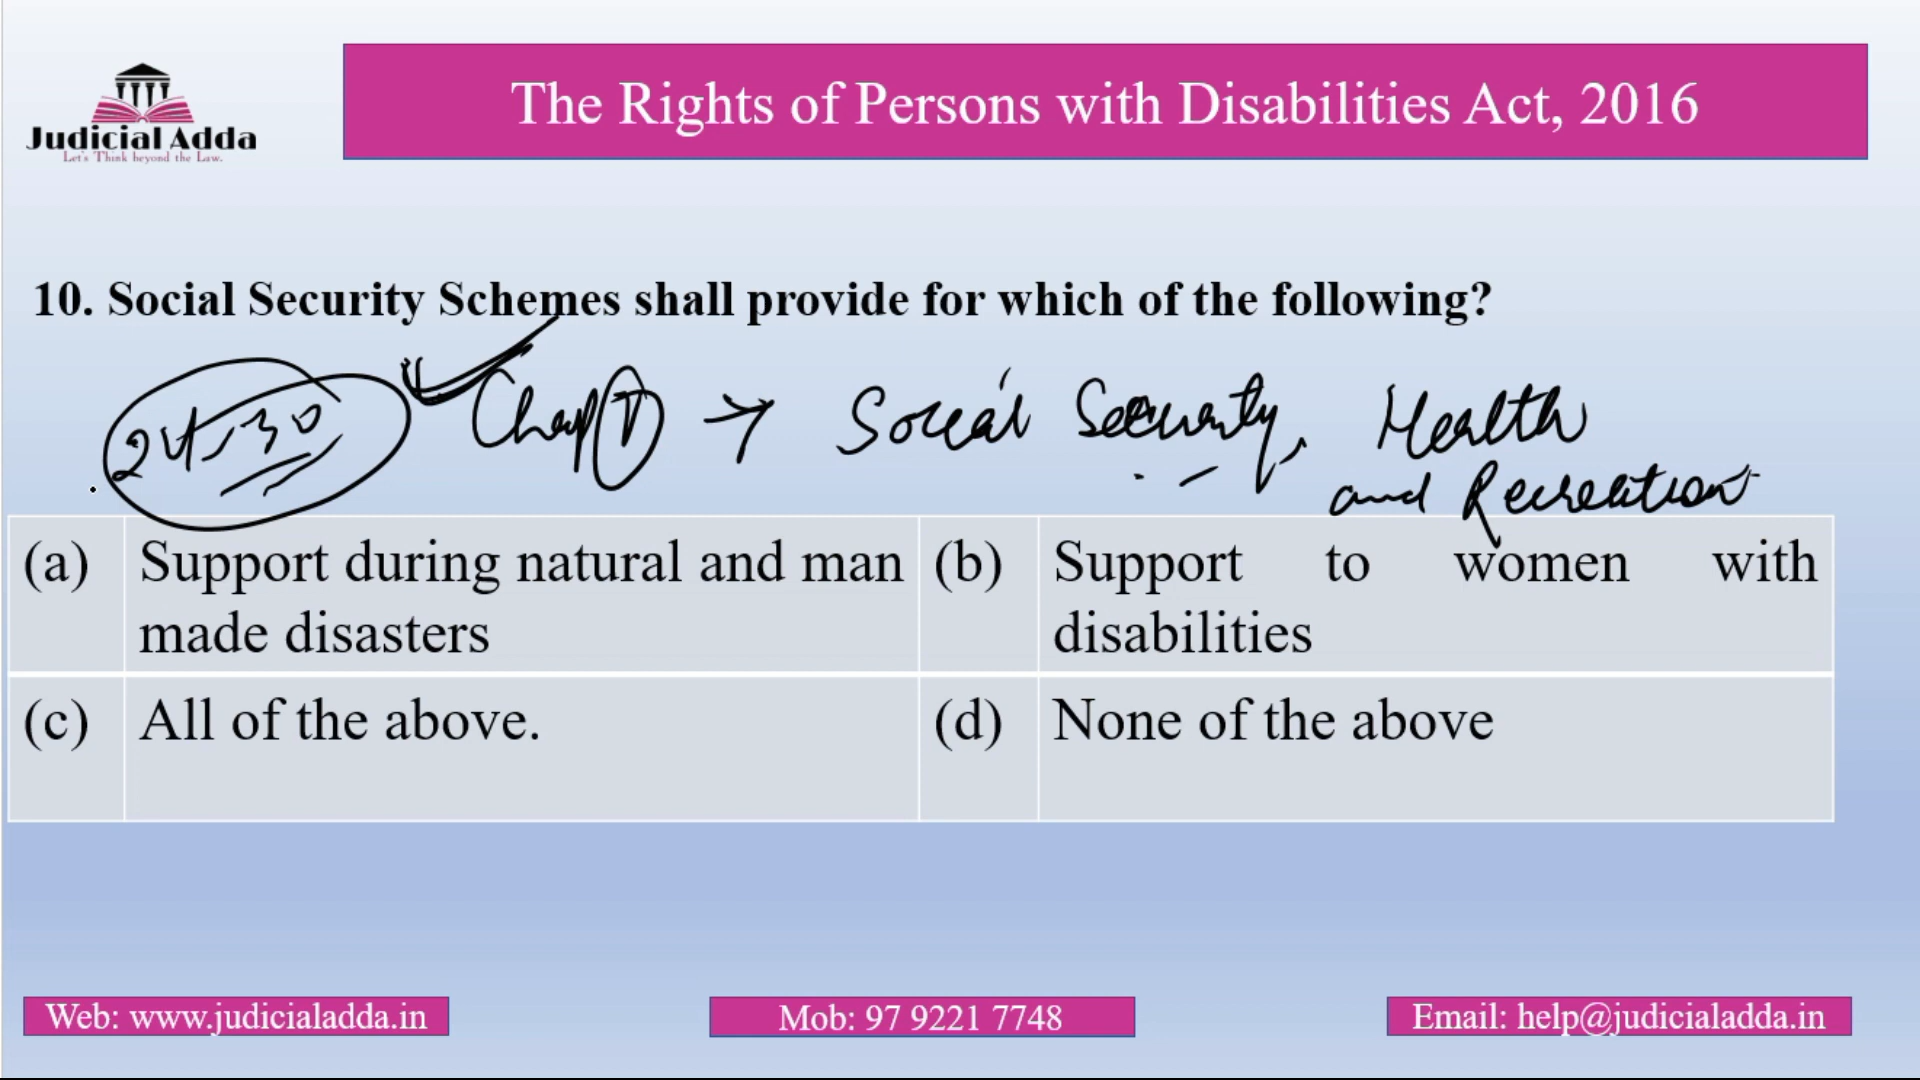 Judicial Adda
Let's Think beyond the Law.
The Rights of Persons with Disabilities Act, 2016
10. Social Security Schemes shall provide for which of the following?
24-30 Chap V → Social Security, Health
and Recreation
(a) Support during natural and man made disasters
(b) Support to women with disabilities
(c) All of the above.
(d) None of the above
Web: www.judicialadda.in
Mob: 97 9221 7748
Email: help@judicialadda.in